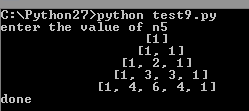 C:\Python27>python test9.py
enter the value of n5
[1]
[1, 1]
[1, 2, 1]
[1, 3, 3, 1]
[1, 4, 6, 4, 1]
done